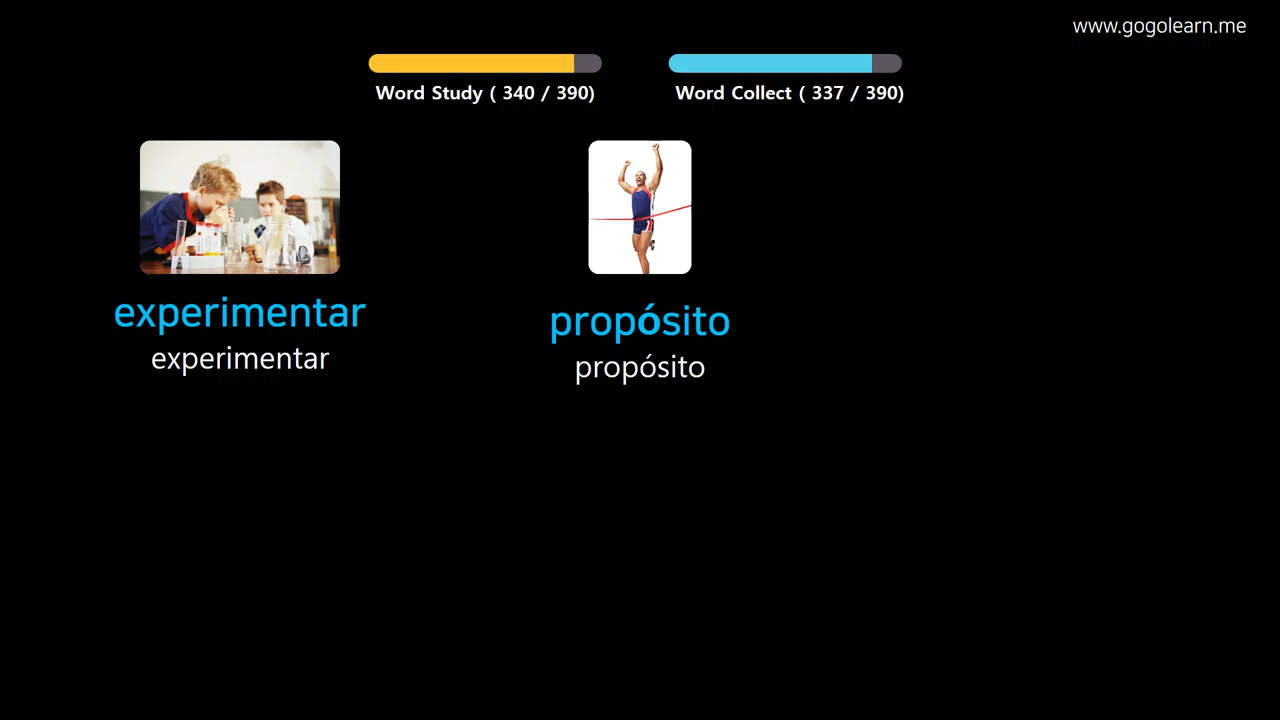 www.gogolearn.me
Word Study ( 340 / 390)
Word Collect ( 337 / 390)
experimentar
experimentar
propósito
propósito